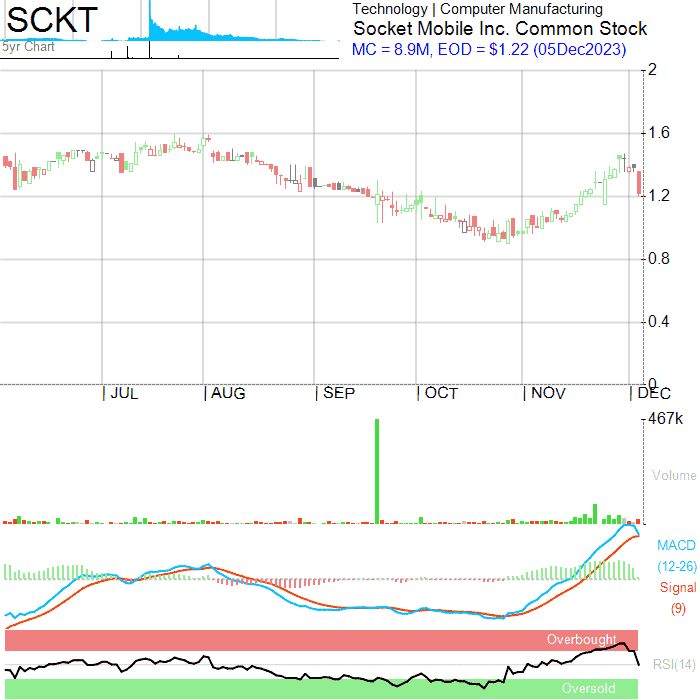 SCKT
5yr Chart
Technology | Computer Manufacturing
Socket Mobile Inc. Common Stock
MC = 8.9M, EOD = $1.22 (05Dec2023)
2
1.6
1.2
0.8
0.4
0
| JUL | AUG | SEP | OCT | NOV | DEC
467k
Volume
MACD
(12-26)
Signal
(9)
Overbought
RSI(14)
Oversold